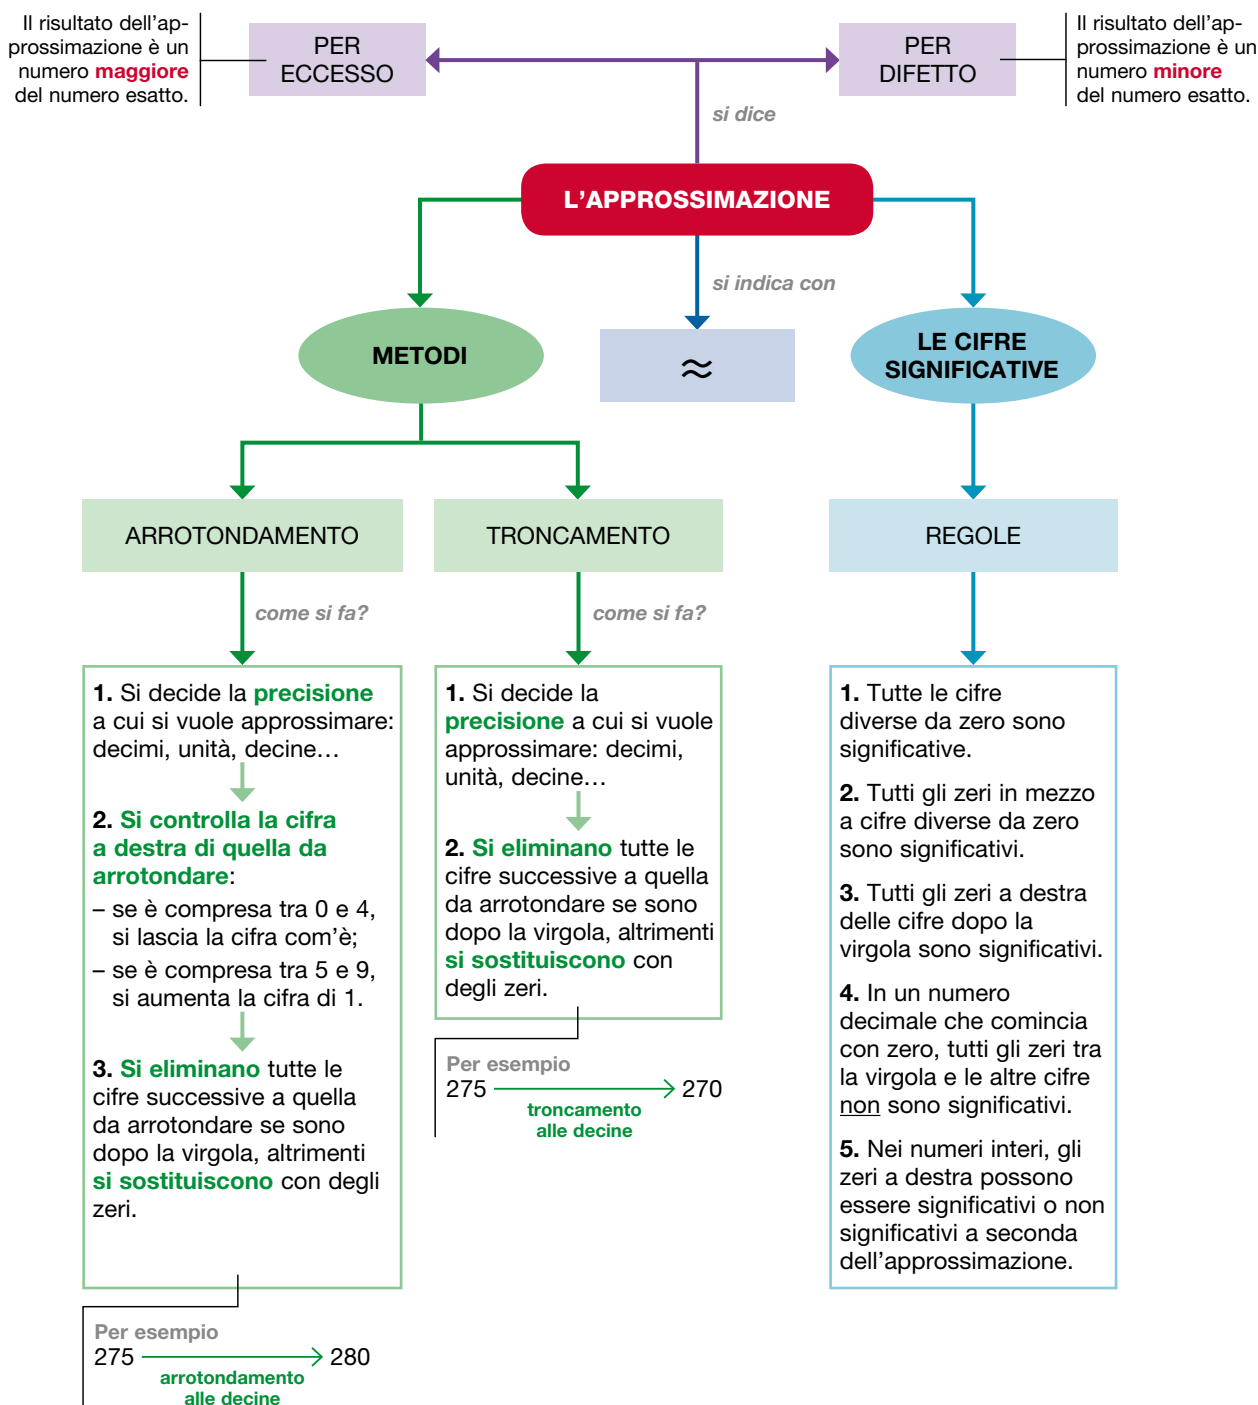 Il risultato dell'ap-
prossimazione è un
numero maggiore
del numero esatto.
PER
ECCESSO
PER
DIFETTO
Il risultato dell'ap-
prossimazione è un
numero minore
del numero esatto.
si dice
L'APPROSSIMAZIONE
si indica con
METODI
≈
LE CIFRE
SIGNIFICATIVE
ARROTONDAMENTO
TRONCAMENTO
REGOLE
come si fa?
come si fa?
1. Si decide la precisione
a cui si vuole approssimare:
decimi, unità, decine…
2. Si controlla la cifra
a destra di quella da
arrotondare:
– se è compresa tra 0 e 4,
si lascia la cifra com'è;
– se è compresa tra 5 e 9,
si aumenta la cifra di 1.
3. Si eliminano tutte le
cifre successive a quella
da arrotondare se sono
dopo la virgola, altrimenti
si sostituiscono con degli
zeri.
Per esempio
275 → 280
arrotondamento
alle decine
1. Si decide la
precisione a cui si vuole
approssimare: decimi,
unità, decine…
2. Si eliminano tutte le
cifre successive a quella
da arrotondare se sono
dopo la virgola, altrimenti
si sostituiscono con
degli zeri.
Per esempio
275 → 270
troncamento
alle decine
1. Tutte le cifre
diverse da zero sono
significative.
2. Tutti gli zeri in mezzo
a cifre diverse da zero
sono significativi.
3. Tutti gli zeri a destra
delle cifre dopo la
virgola sono significativi.
4. In un numero
decimale che comincia
con zero, tutti gli zeri tra
la virgola e le altre cifre
non sono significativi.
5. Nei numeri interi, gli
zeri a destra possono
essere significativi o non
significativi a seconda
dell'approssimazione.